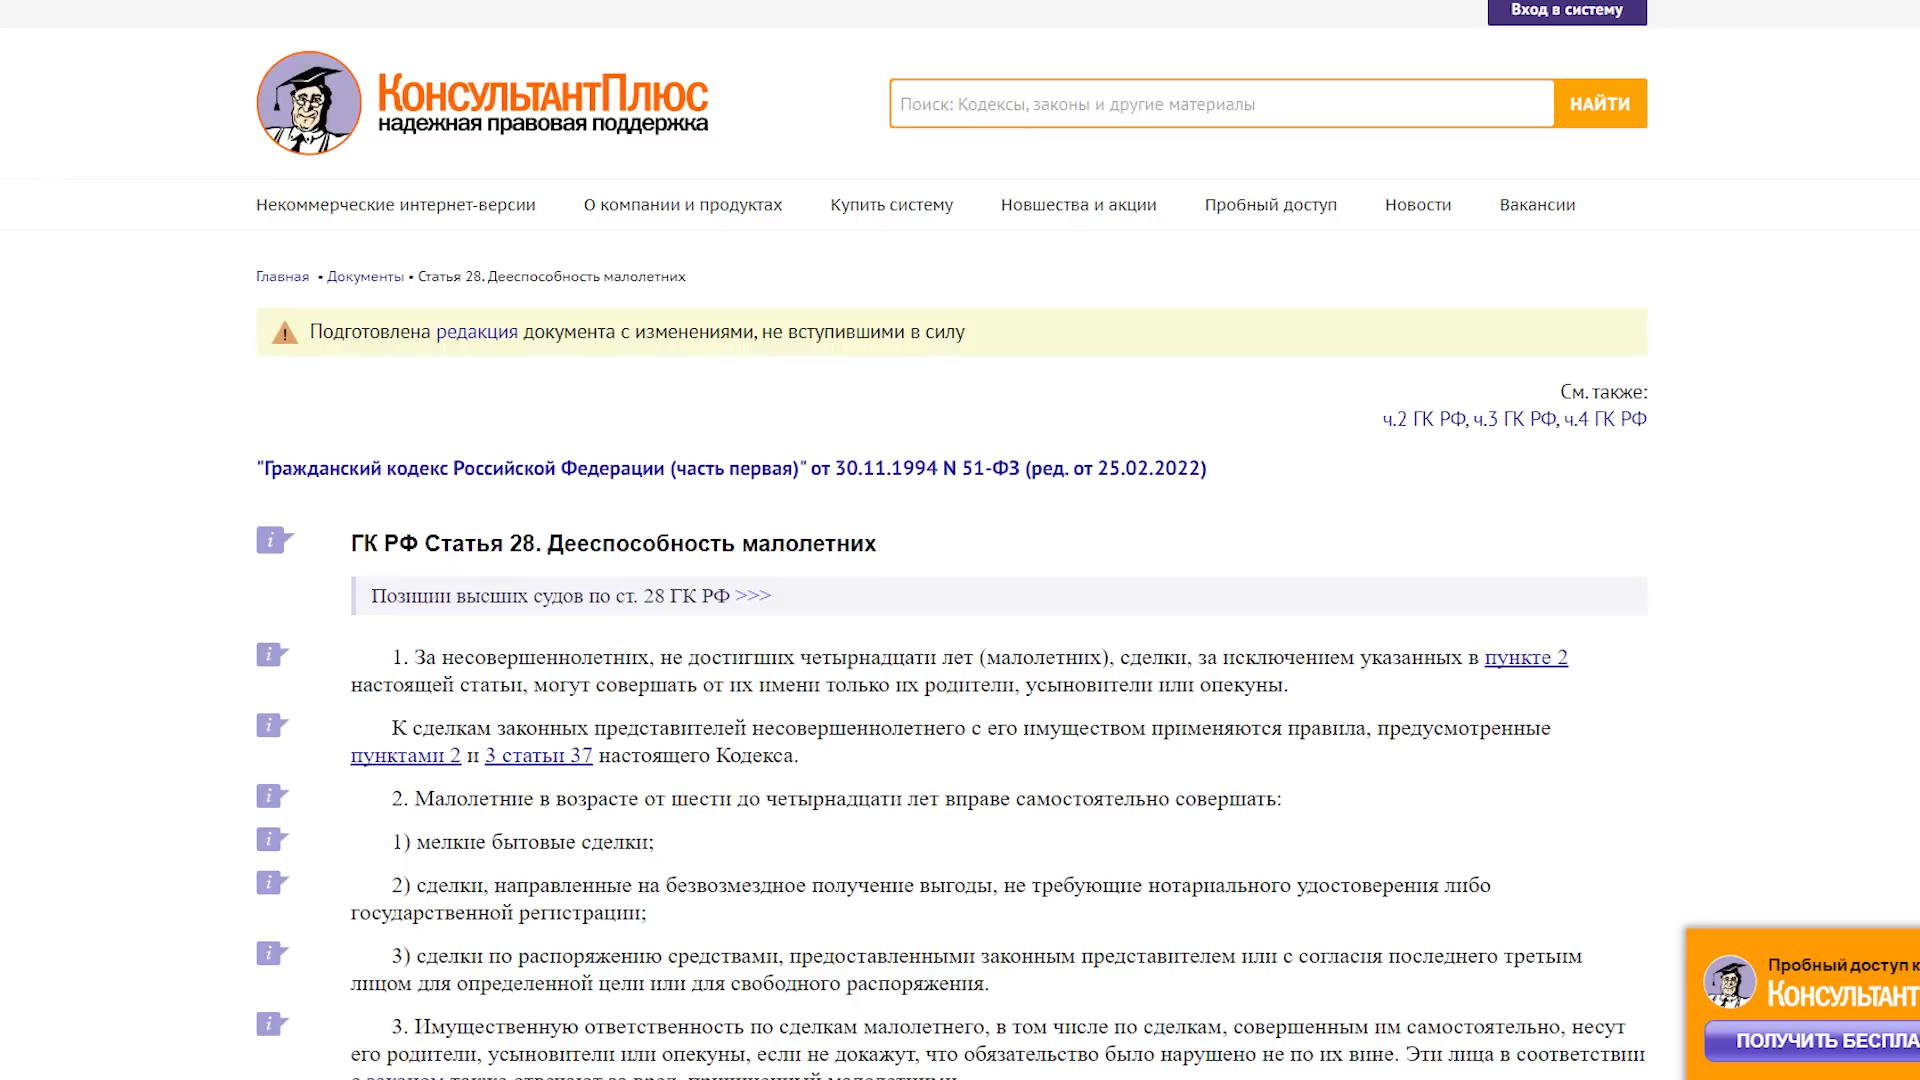 Вход в систему
КонсультантПлюс
надежная правовая поддержка
Поиск: Кодексы, законы и другие материалы
НАЙТИ
Некоммерческие интернет-версии О компании и продуктах Купить систему Новшества и акции Пробный доступ Новости Вакансии
Главная • Документы • Статья 28. Дееспособность малолетних
Подготовлена редакция документа с изменениями, не вступившими в силу
См. также:
ч.2 ГК РФ, ч.3 ГК РФ, ч.4 ГК РФ
"Гражданский кодекс Российской Федерации (часть первая)" от 30.11.1994 N 51-ФЗ (ред. от 25.02.2022)
ГК РФ Статья 28. Дееспособность малолетних
Позиции высших судов по ст. 28 ГК РФ >>>
1. За несовершеннолетних, не достигших четырнадцати лет (малолетних), сделки, за исключением указанных в пункте 2
настоящей статьи, могут совершать от их имени только их родители, усыновители или опекуны.
К сделкам законных представителей несовершеннолетнего с его имуществом применяются правила, предусмотренные
пунктами 2 и 3 статьи 37 настоящего Кодекса.
2. Малолетние в возрасте от шести до четырнадцати лет вправе самостоятельно совершать:
1) мелкие бытовые сделки;
2) сделки, направленные на безвозмездное получение выгоды, не требующие нотариального удостоверения либо
государственной регистрации;
3) сделки по распоряжению средствами, предоставленными законным представителем или с согласия последнего третьим
лицом для определенной цели или для свободного распоряжения.
3. Имущественную ответственность по сделкам малолетнего, в том числе по сделкам, совершенным им самостоятельно, несут
его родители, усыновители или опекуны, если не докажут, что обязательство было нарушено не по их вине. Эти лица в соответствии
Пробный доступ к
Консультант
ПОЛУЧИТЬ БЕСПЛА